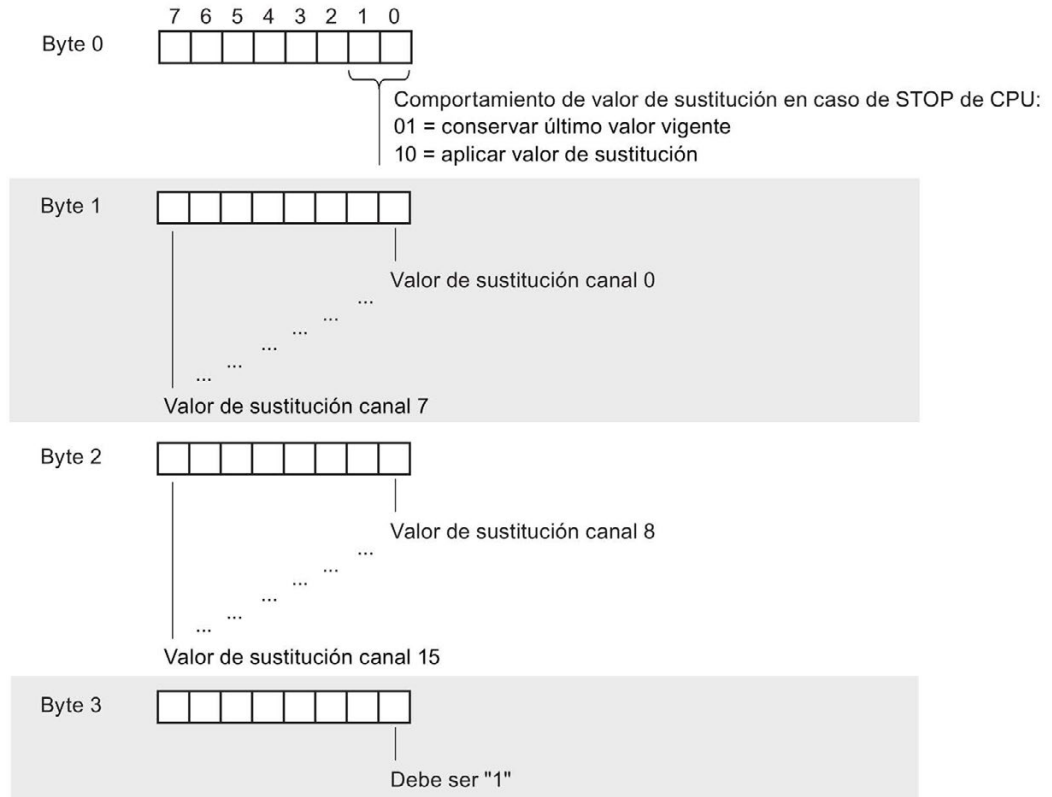 7 6 5 4 3 2 1 0
Byte 0
Comportamiento de valor de sustitución en caso de STOP de CPU:
01 = conservar último valor vigente
10 = aplicar valor de sustitución
Byte 1
Valor de sustitución canal 0
...
...
...
...
...
...
Valor de sustitución canal 7
Byte 2
Valor de sustitución canal 8
...
...
...
...
...
...
Valor de sustitución canal 15
Byte 3
Debe ser "1"